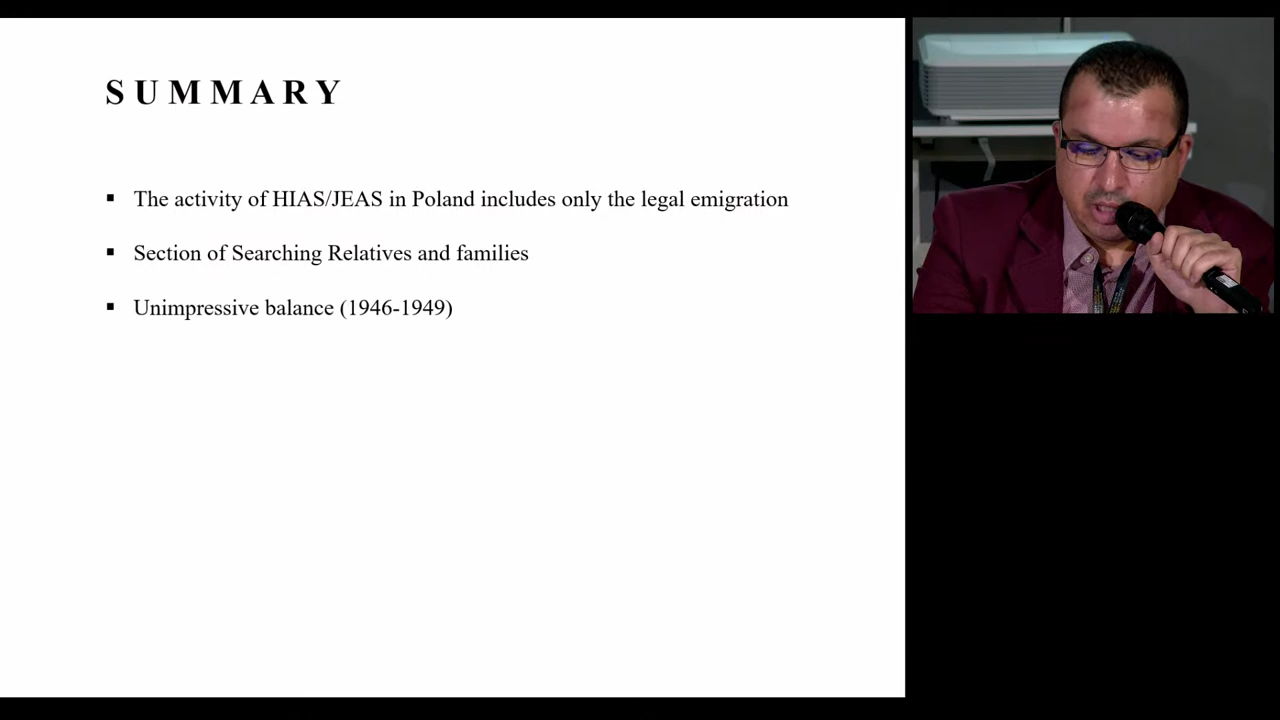 SUMMARY
▪ The activity of HIAS/JEAS in Poland includes only the legal emigration
▪ Section of Searching Relatives and families
▪ Unimpressive balance (1946-1949)